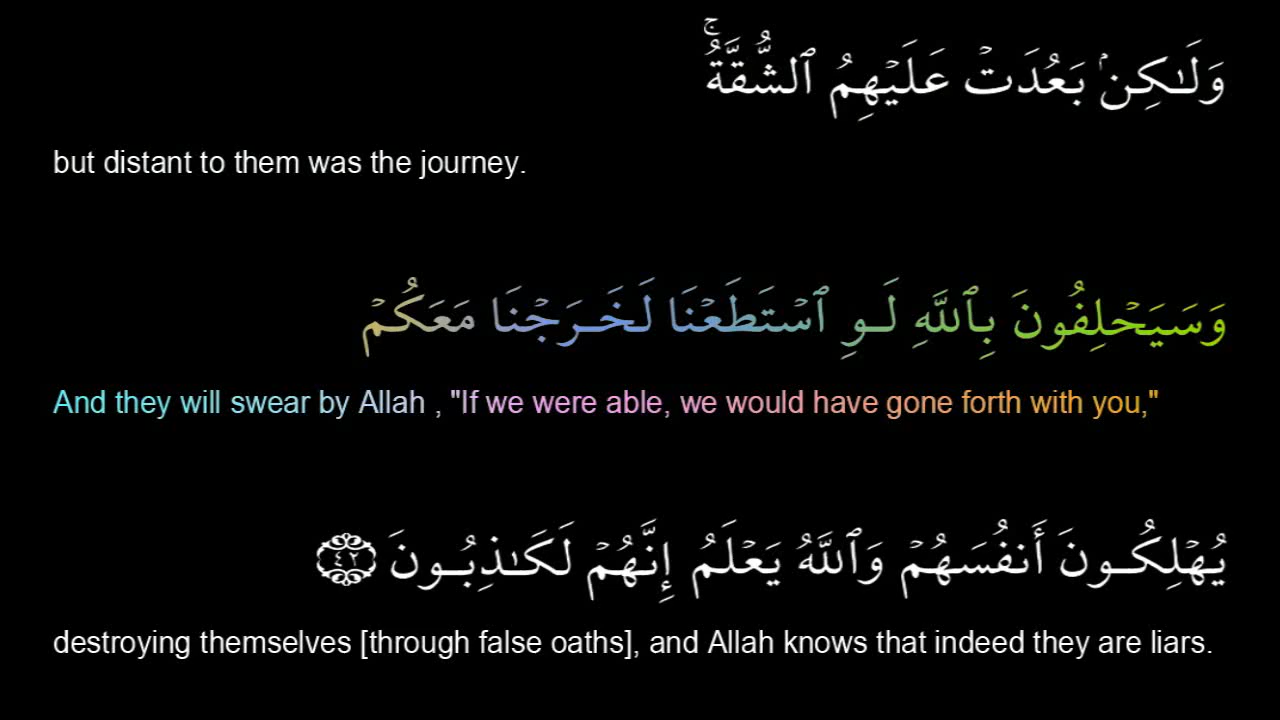 وَلَـٰكِنۢ بَعُدَتْ عَلَيْهِمُ ٱلشُّقَّةُ ۚ
but distant to them was the journey.
وَسَيَحْلِفُونَ بِٱللَّهِ لَوِ ٱسْتَطَعْنَا لَخَرَجْنَا مَعَكُمْ
And they will swear by Allah , "If we were able, we would have gone forth with you,"
يُهْلِكُونَ أَنفُسَهُمْ وَٱللَّهُ يَعْلَمُ إِنَّهُمْ لَكَـٰذِبُونَ ٤٢
destroying themselves [through false oaths], and Allah knows that indeed they are liars.